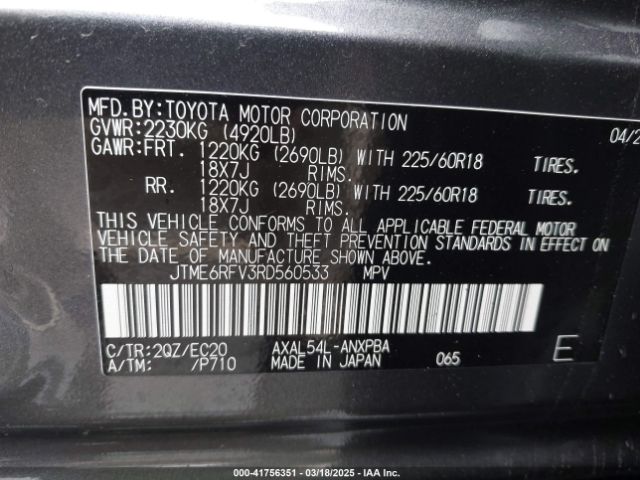 MFD.BY:TOYOTA MOTOR CORPORATION 04/2
GVWR:2230KG (4920LB)
GAWR:FRT. 1220KG (2690LB) WITH 225/60R18 TIRES.
18X7J RIMS.
RR. 1220KG (2690LB) WITH 225/60R18 TIRES.
18X7J RIMS.
THIS VEHICLE CONFORMS TO ALL APPLICABLE FEDERAL MOTOR
VEHICLE SAFETY AND THEFT PREVENTION STANDARDS IN EFFECT ON
THE DATE OF MANUFACTURE SHOWN ABOVE.
JTME6RFV3RD560533 MPV
C/TR:2QZ/EC20 AXAL54L-ANXPBA
A/TM: /P710 MADE IN JAPAN 065 E
000-41756351 - 03/18/2025 - IAA Inc.